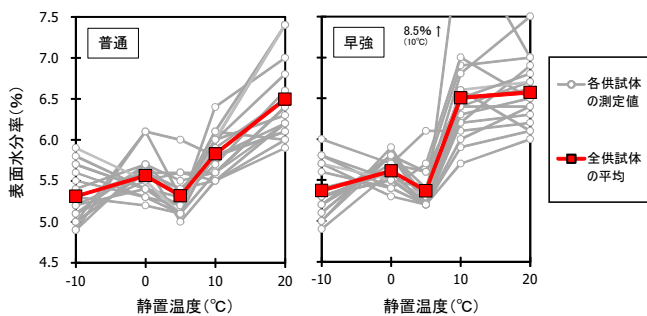 表面水分率(%)
7.5
7.0
6.5
6.0
5.5
5.0
4.5
普通
-10
0
5
10
20
静置温度(℃)
早強
8.5% ↑
(10℃)
-10
0
5
10
20
静置温度(℃)
各供試体
の測定値
全供試体
の平均